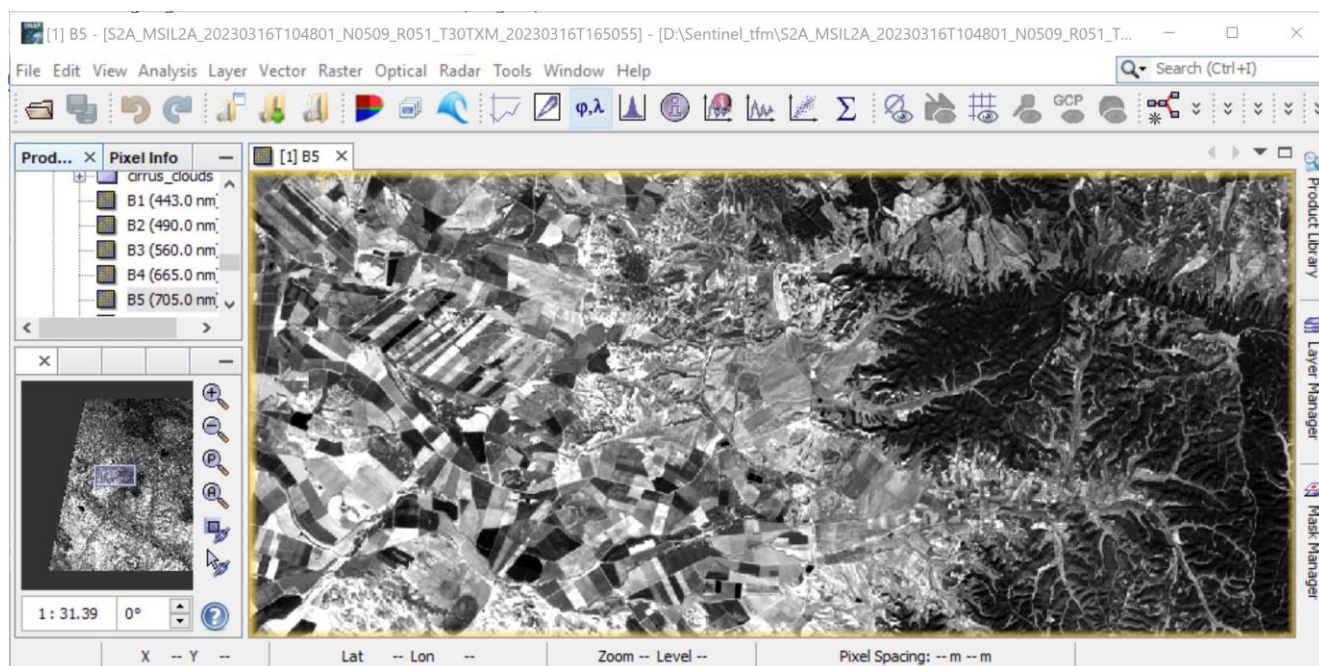 [1] B5 - [S2A_MSIL2A_20230316T104801_N0509_R051_T30TXM_20230316T165055] - [D:\Sentinel_tfm\S2A_MSIL2A_20230316T104801_N0509_R051_T...
File Edit View Analysis Layer Vector Raster Optical Radar Tools Window Help
Search (Ctrl+I)
φ,λ
Σ
GCP
Prod... Pixel Info
[1] B5
cirrus_clouds
B1 (443.0 nm)
B2 (490.0 nm)
B3 (560.0 nm)
B4 (665.0 nm)
B5 (705.0 nm)
1 : 31.39 0°
Product Library
Layer Manager
Mask Manager
X -- Y -- Lat -- Lon -- Zoom -- Level -- Pixel Spacing: -- m -- m